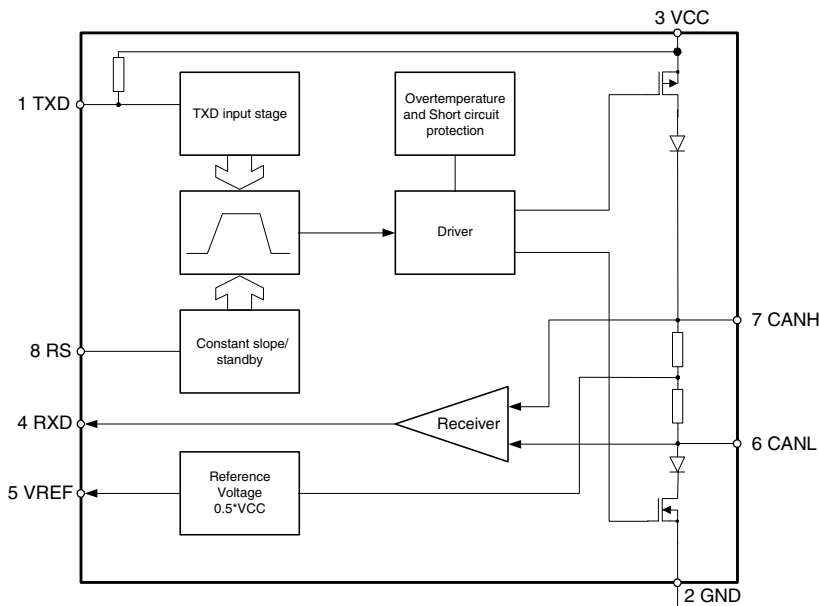 3 VCC
1 TXD
TXD input stage
Overtemperature
and Short circuit
protection
Driver
7 CANH
8 RS
Constant slope/
standby
4 RXD
Receiver
6 CANL
5 VREF
Reference
Voltage
0.5*VCC
2 GND